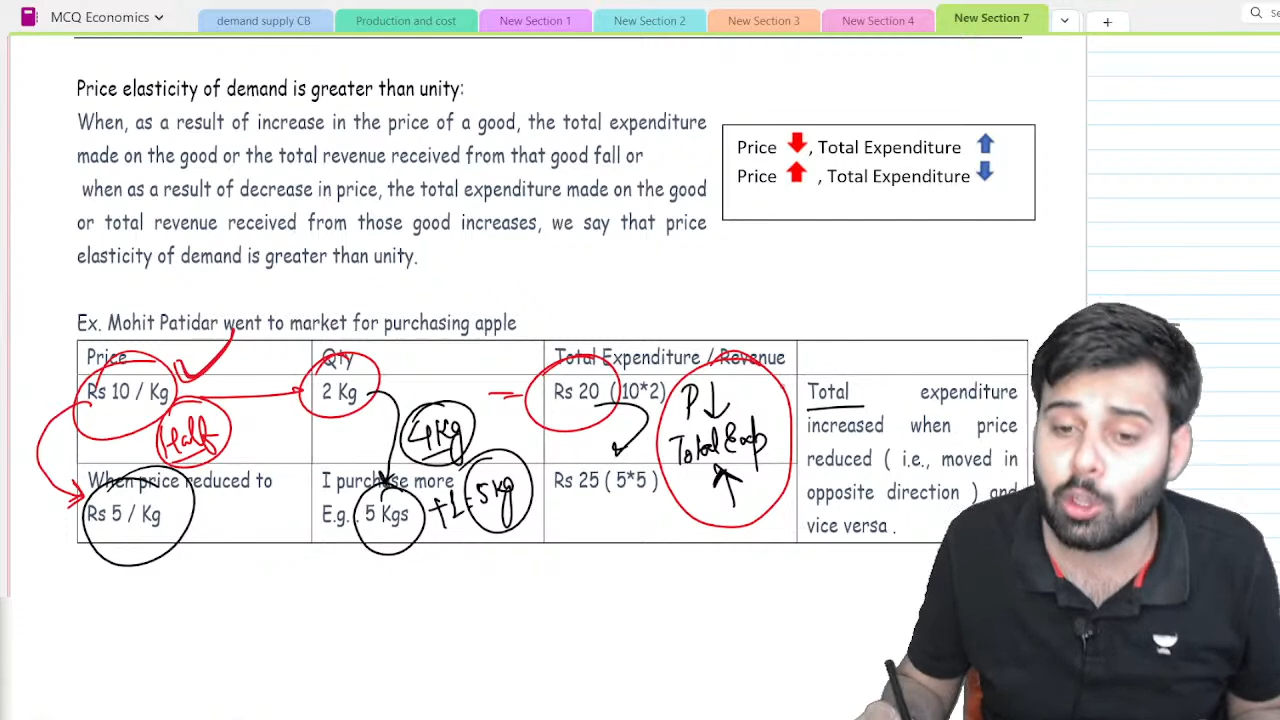 MCQ Economics
demand supply CB
Production and cost
New Section 1
New Section 2
New Section 3
New Section 4
New Section 7
+
Price elasticity of demand is greater than unity:
When, as a result of increase in the price of a good, the total expenditure
made on the good or the total revenue received from that good fall or
when as a result of decrease in price, the total expenditure made on the good
or total revenue received from those good increases, we say that price
elasticity of demand is greater than unity.
Price , Total Expenditure
Price , Total Expenditure
Ex. Mohit Patidar went to market for purchasing apple
Price
Qty
Total Expenditure / Revenue
Rs 10 / Kg
2 Kg
= Rs 20 (10*2)
Half
4Kg
P↓
Total Exp
↑
Total expenditure
increased when price
reduced ( i.e., moved in
opposite direction ) and
vice versa .
When price reduced to
Rs 5 / Kg
I purchase more
E.g. . 5 Kgs
+1= 5kg
Rs 25 ( 5*5 )